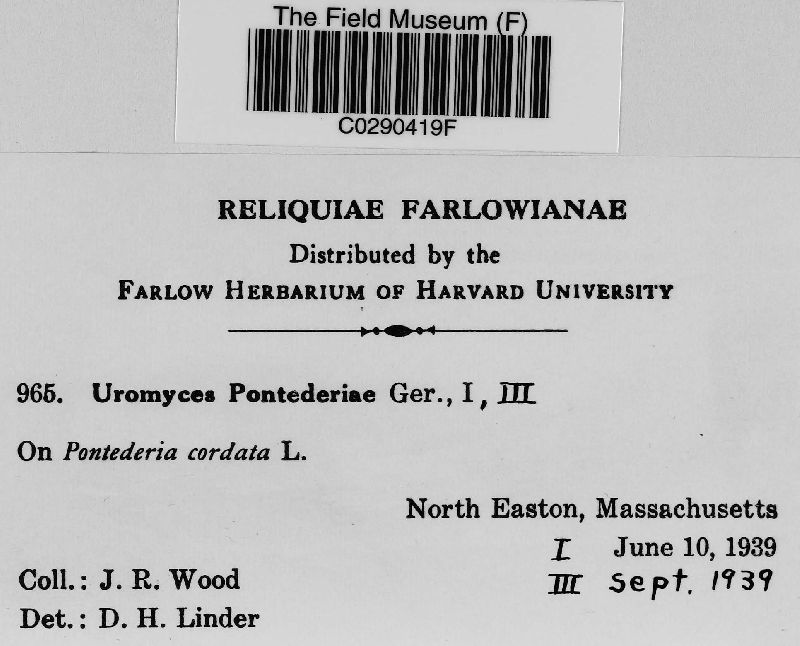 The Field Museum (F)
C0290419F
RELIQUIAE FARLOWIANAE
Distributed by the
FARLOW HERBARIUM OF HARVARD UNIVERSITY
965. Uromyces Pontederiae Ger., I, III
On Pontederia cordata L.
North Easton, Massachusetts
I June 10, 1939
Coll.: J. R. Wood III Sept. 1939
Det.: D. H. Linder